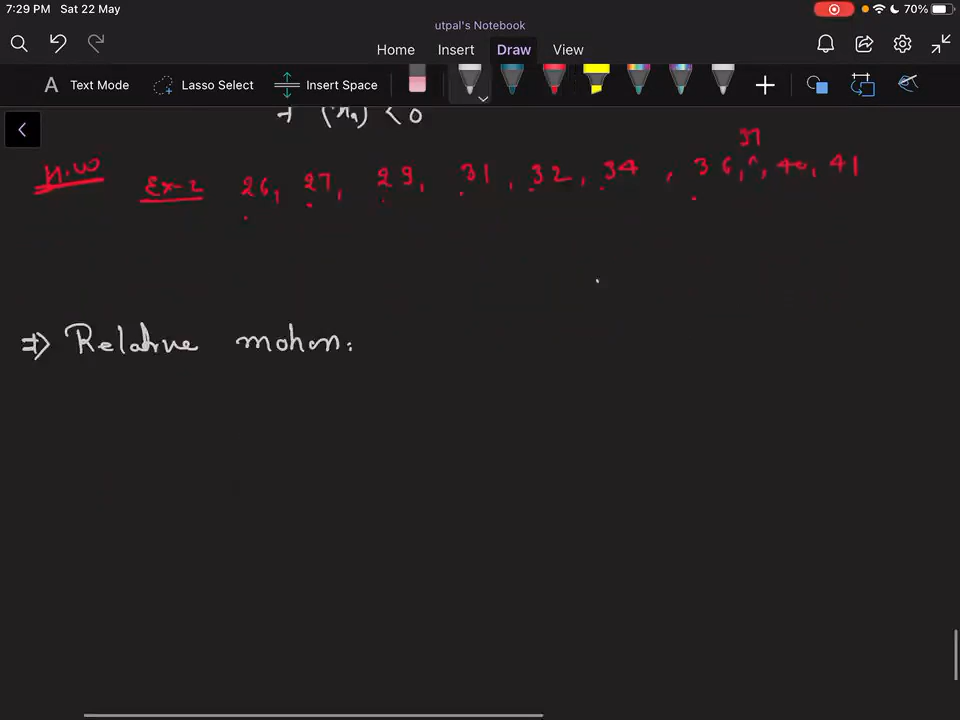 7:29 PM Sat 22 May
70%
utpal's Notebook
Home Insert Draw View
A Text Mode Lasso Select Insert Space
< 0
H.W Ex-2 26, 27, 29, 31, 32, 34, 36, 37, 40, 41
⇒ Relative motion: